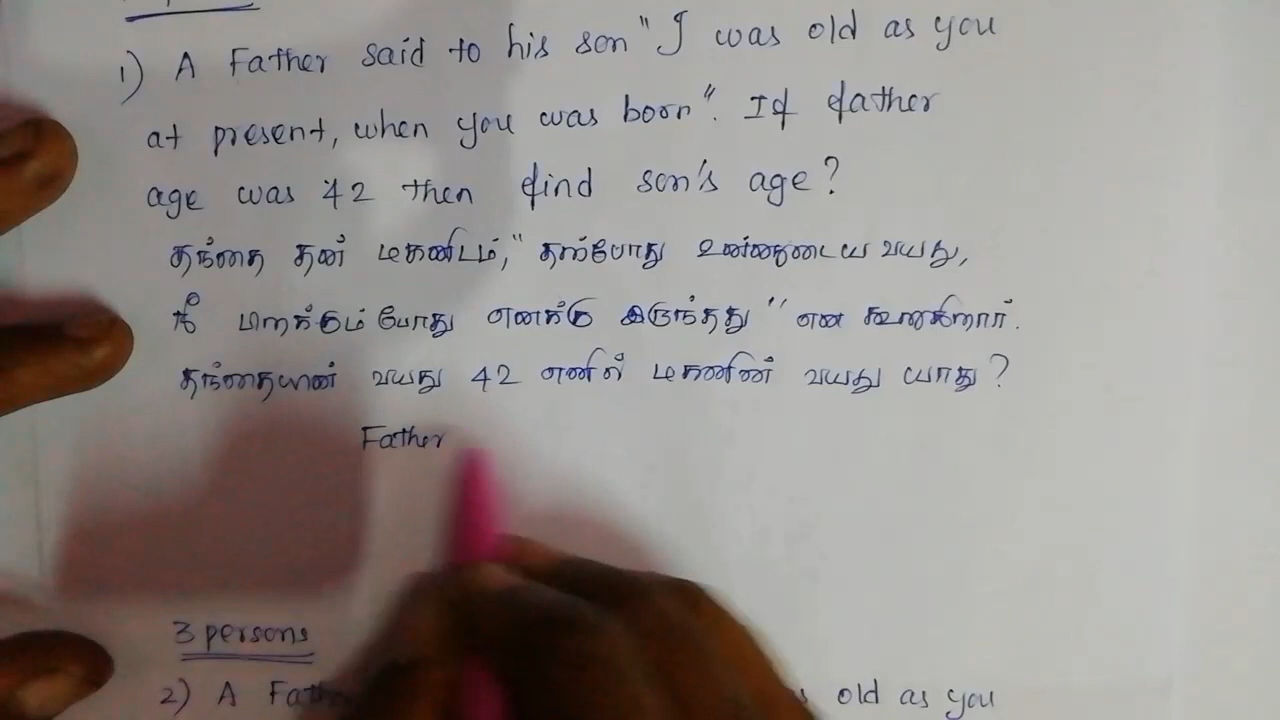 1) A Father said to his son "I was old as you
at present, when you was born". If father
age was 42 then find son's age?
தந்தை தன் மகனிடம், "தற்போது உன்னுடைய வயது,
நீ பிறக்கும் போது எனக்கு இருந்தது" என கூறுகிறார்.
தந்தையின் வயது 42 எனில் மகனின் வயது யாது?
Father
3 persons
2) A Fath old as you